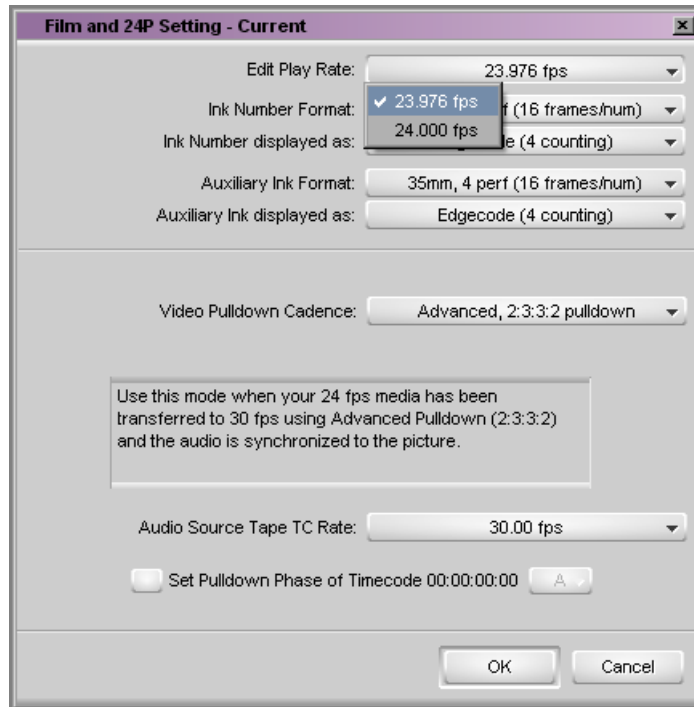 Film and 24P Setting - Current
Edit Play Rate: 23.976 fps
✓ 23.976 fps
24.000 fps
Ink Number Format: f (16 frames/num)
Ink Number displayed as: (4 counting)
Auxiliary Ink Format: 35mm, 4 perf (16 frames/num)
Auxiliary Ink displayed as: Edgecode (4 counting)
Video Pulldown Cadence: Advanced, 2:3:3:2 pulldown
Use this mode when your 24 fps media has been
transferred to 30 fps using Advanced Pulldown (2:3:3:2)
and the audio is synchronized to the picture.
Audio Source Tape TC Rate: 30.00 fps
Set Pulldown Phase of Timecode 00:00:00:00 A
OK Cancel